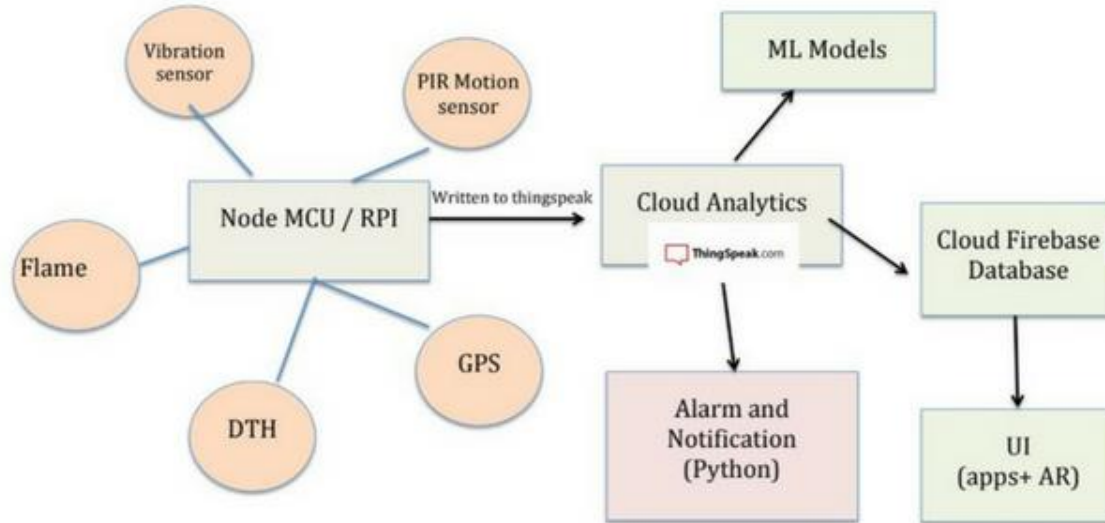 Vibration
sensor
PIR Motion
sensor
ML Models
Node MCU / RPI
Written to thingspeak
Cloud Analytics
ThingSpeak.com
Flame
Cloud Firebase
Database
GPS
DTH
Alarm and
Notification
(Python)
UI
(apps+ AR)